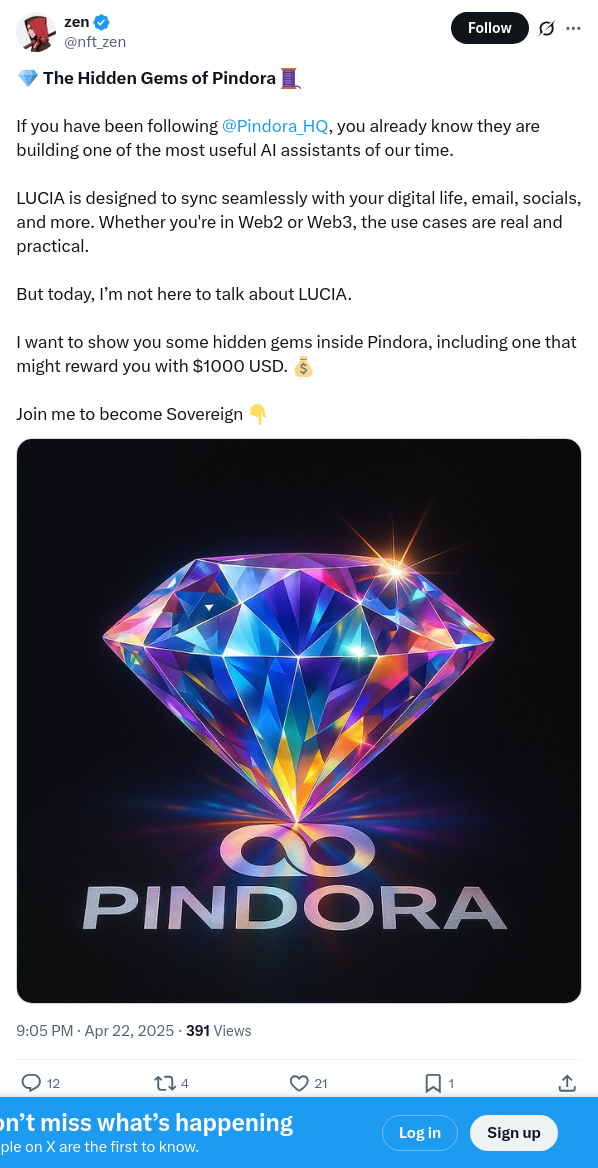 zen
@nft_zen
Follow
💎 The Hidden Gems of Pindora 🧵
If you have been following @Pindora_HQ, you already know they are
building one of the most useful AI assistants of our time.
LUCIA is designed to sync seamlessly with your digital life, email, socials,
and more. Whether you're in Web2 or Web3, the use cases are real and
practical.
But today, I’m not here to talk about LUCIA.
I want to show you some hidden gems inside Pindora, including one that
might reward you with $1000 USD. 💰
Join me to become Sovereign 👇
PINDORA
9:05 PM · Apr 22, 2025 · 391 Views
12 4 21 1
on’t miss what’s happening
ple on X are the first to know.
Log in
Sign up